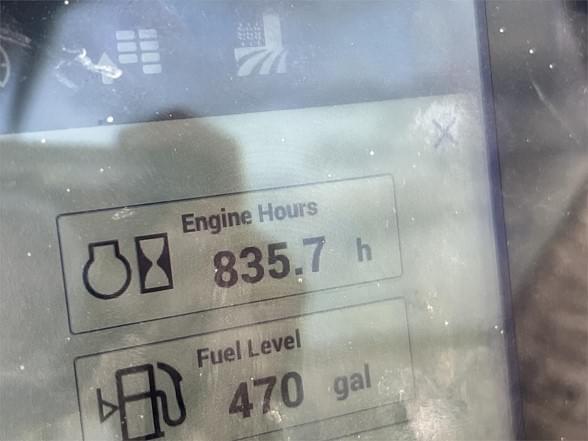 Engine Hours
835.7 h
Fuel Level
470 gal